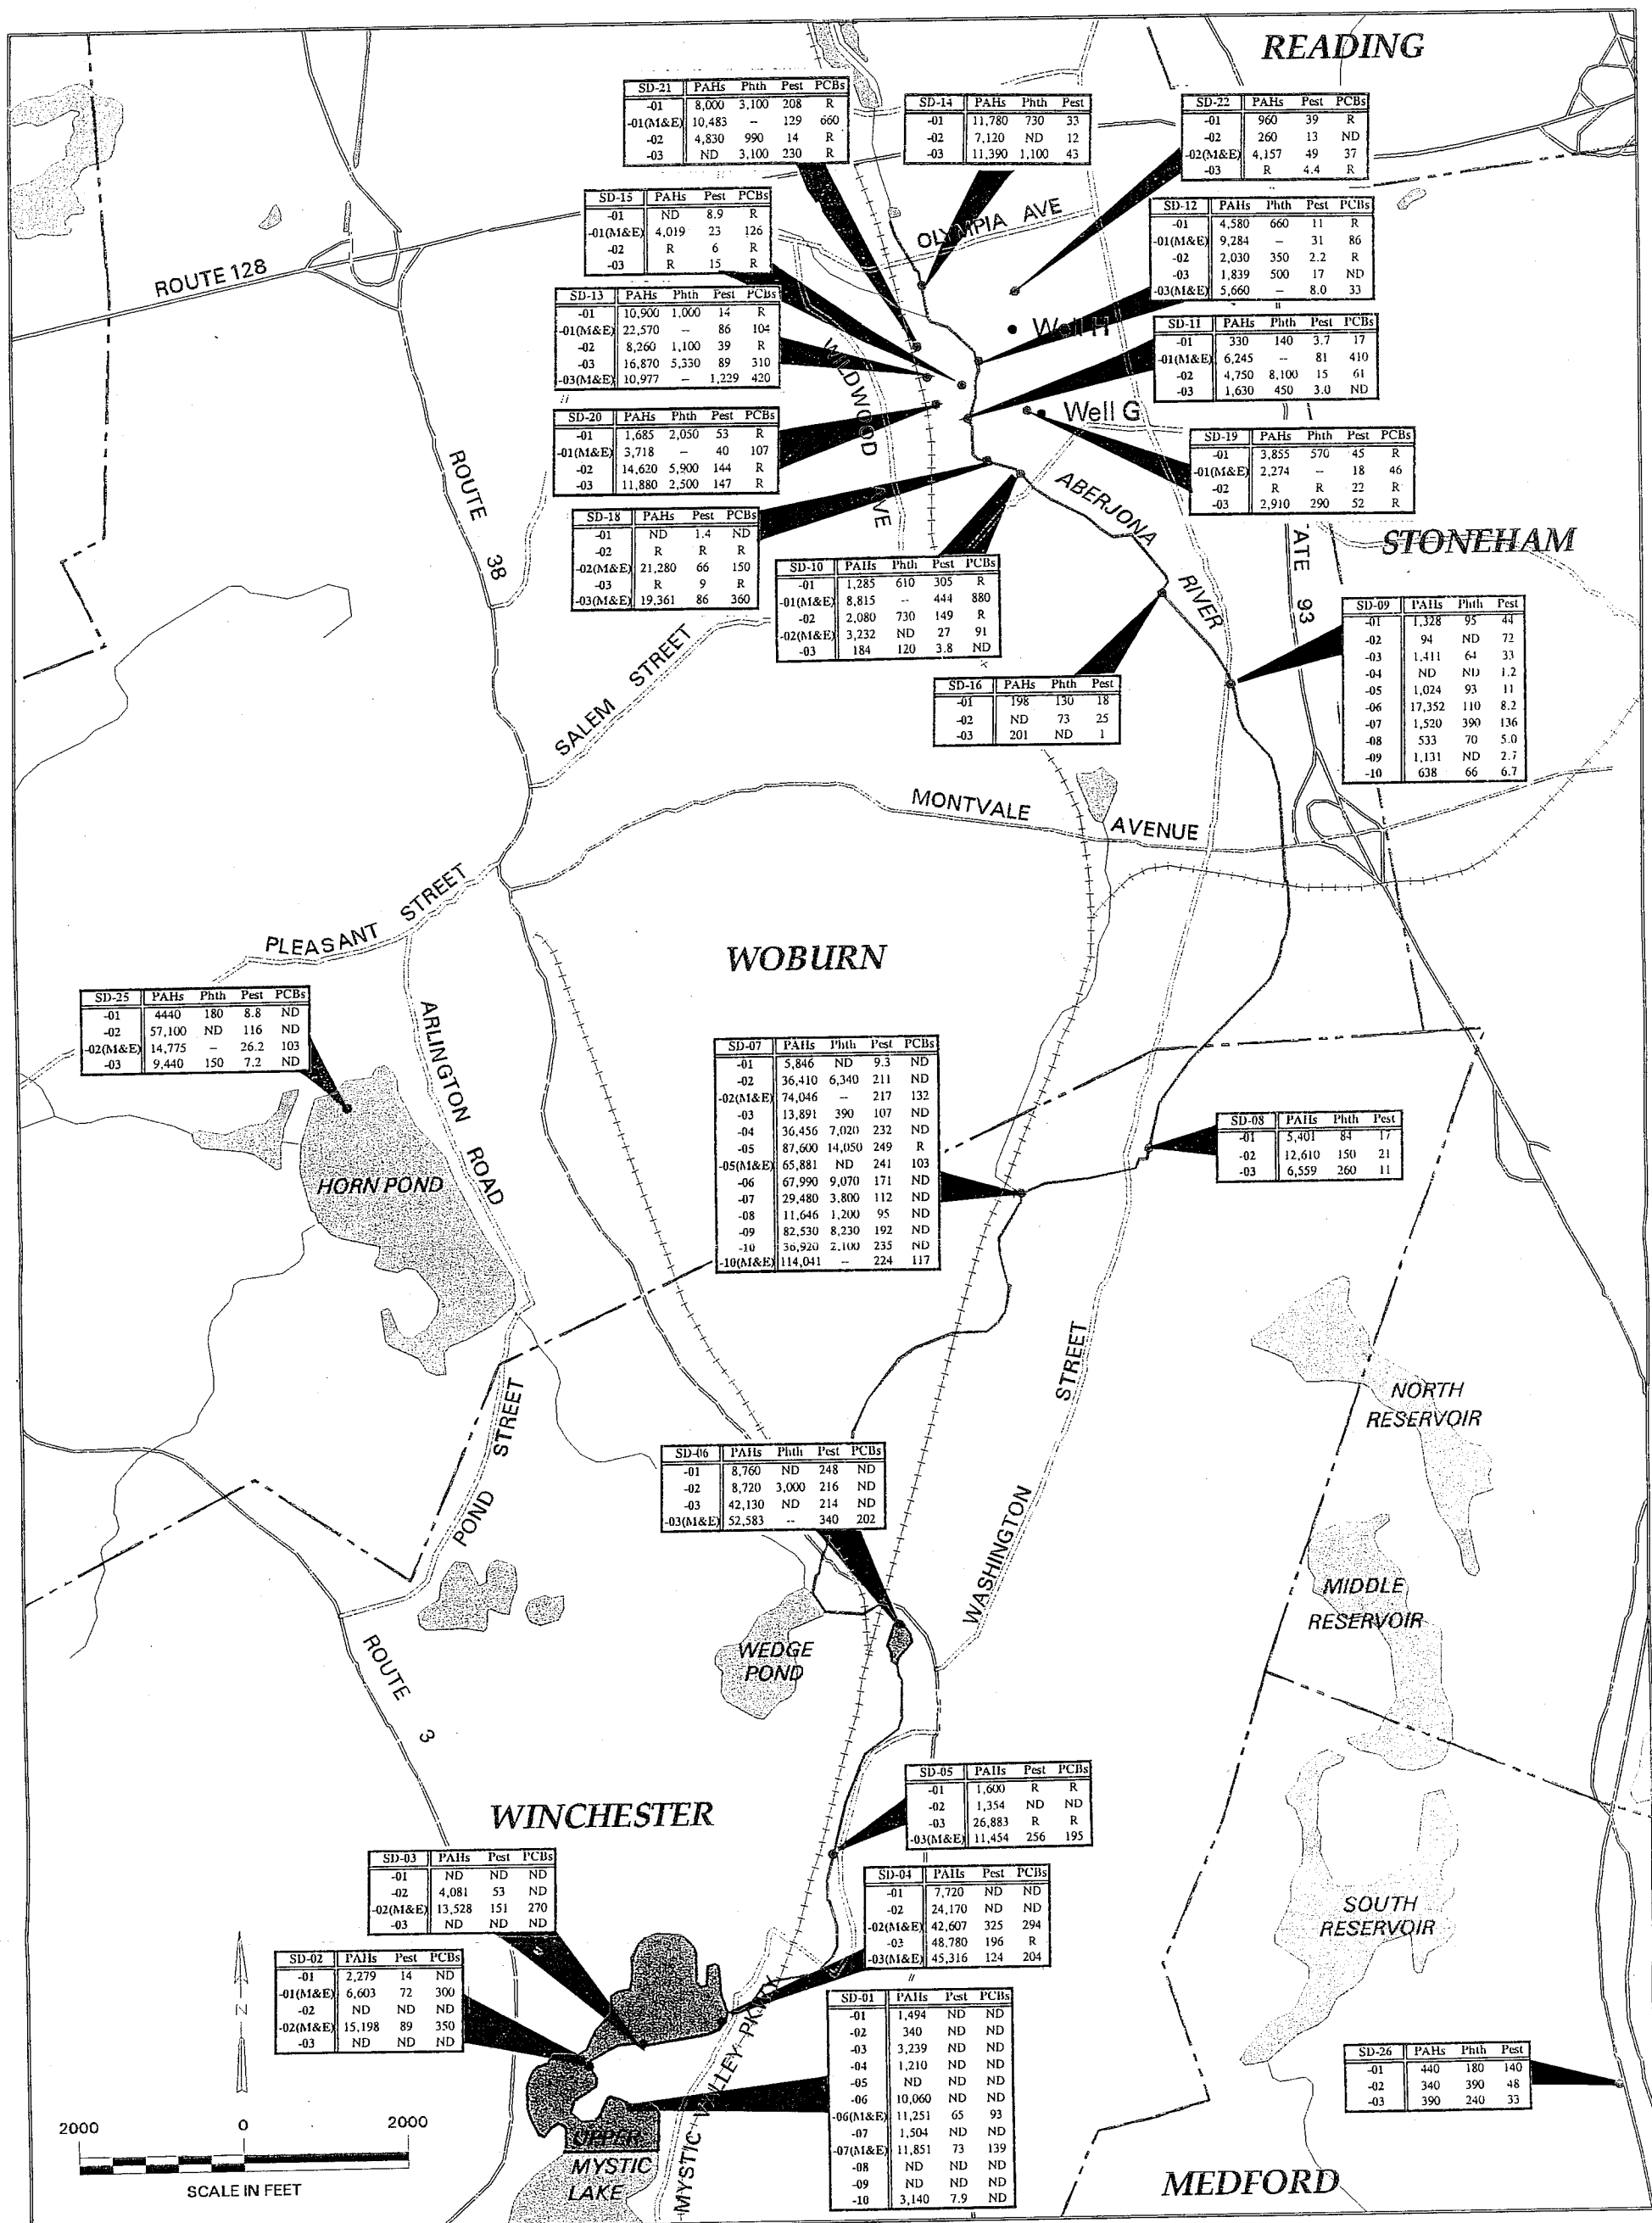 READING
SD-21 PAHs Phth Pest PCBs
-01 8,000 3,100 208 R
-01(M&E) 10,483 -- 129 660
-02 4,830 990 14 R
-03 ND 3,100 230 R
SD-14 PAHs Phth Pest
-01 11,780 730 33
-02 7,120 ND 12
-03 11,390 1,100 43
SD-22 PAHs Pest PCBs
-01 960 39 R
-02 260 13 ND
-02(M&E) 4,157 49 37
-03 R 4.4 R
SD-15 PAHs Pest PCBs
-01 ND 8.9 R
-01(M&E) 4,019 23 126
-02 R 6 R
-03 R 15 R
SD-12 PAHs Phth Pest PCBs
-01 4,580 660 11 R
-01(M&E) 9,284 -- 31 86
-02 2,030 350 2.2 R
-03 1,839 500 17 ND
-03(M&E) 5,660 -- 8.0 33
OLYMPIA AVE
ROUTE 128
SD-13 PAHs Phth Pest PCBs
-01 10,900 1,000 14 R
-01(M&E) 22,570 -- 86 104
-02 8,260 1,100 39 R
-03 16,870 5,330 89 310
-03(M&E) 10,977 -- 1,229 420
Well H
SD-11 PAHs Phth Pest PCBs
-01 330 140 3.7 17
-01(M&E) 6,245 -- 81 410
-02 4,750 8,100 15 61
-03 1,630 450 3.0 ND
WILDWOOD AVE
SD-20 PAHs Phth Pest PCBs
-01 1,685 2,050 53 R
-01(M&E) 3,718 -- 40 107
-02 14,620 5,900 144 R
-03 11,880 2,500 147 R
Well G
SD-19 PAHs Phth Pest PCBs
-01 3,855 570 45 R
-01(M&E) 2,274 -- 18 46
-02 R R 22 R
-03 2,910 290 52 R
ROUTE 38
SD-18 PAHs Pest PCBs
-01 ND 1.4 ND
-02 R R R
-02(M&E) 21,280 66 150
-03 R 9 R
-03(M&E) 19,361 86 360
ABERJONA RIVER
ATE 93
STONEHAM
SD-10 PAHs Phth Pest PCBs
-01 1,285 610 305 R
-01(M&E) 8,815 -- 444 880
-02 2,080 730 149 R
-02(M&E) 3,232 ND 27 91
-03 184 120 3.8 ND
SD-09 PAHs Phth Pest
-01 1,328 95 44
-02 94 ND 72
-03 1,411 64 33
-04 ND ND 1.2
-05 1,024 93 11
-06 17,352 110 8.2
-07 1,520 390 136
-08 533 70 5.0
-09 1,131 ND 2.7
-10 638 66 6.7
SALEM STREET
SD-16 PAHs Phth Pest
-01 198 130 18
-02 ND 73 25
-03 201 ND 1
MONTVALE AVENUE
PLEASANT STREET
WOBURN
SD-25 PAHs Phth Pest PCBs
-01 4440 180 8.8 ND
-02 57,100 ND 116 ND
-02(M&E) 14,775 -- 26.2 103
-03 9,440 150 7.2 ND
ARLINGTON ROAD
SD-07 PAHs Phth Pest PCBs
-01 5,846 ND 9.3 ND
-02 36,410 6,340 211 ND
-02(M&E) 74,046 -- 217 132
-03 13,891 390 107 ND
-04 36,456 7,020 232 ND
-05 87,600 14,050 249 R
-05(M&E) 65,881 ND 241 103
-06 67,990 9,070 171 ND
-07 29,480 3,800 112 ND
-08 11,646 1,200 95 ND
-09 82,530 8,230 192 ND
-10 36,920 2,100 235 ND
-10(M&E) 114,041 -- 224 117
SD-08 PAHs Phth Pest
-01 5,401 84 17
-02 12,610 150 21
-03 6,559 260 11
HORN POND
NORTH
RESERVOIR
POND STREET
WASHINGTON STREET
SD-06 PAHs Phth Pest PCBs
-01 8,760 ND 248 ND
-02 8,720 3,000 216 ND
-03 42,130 ND 214 ND
-03(M&E) 52,583 -- 340 202
MIDDLE
RESERVOIR
WEDGE
POND
ROUTE 3
SD-05 PAHs Pest PCBs
-01 1,600 R R
-02 1,354 ND ND
-03 26,883 R R
-03(M&E) 11,454 256 195
WINCHESTER
SD-03 PAHs Pest PCBs
-01 ND ND ND
-02 4,081 53 ND
-02(M&E) 13,528 151 270
-03 ND ND ND
SD-04 PAHs Pest PCBs
-01 7,720 ND ND
-02 24,170 ND ND
-02(M&E) 42,607 325 294
-03 48,780 196 R
-03(M&E) 45,316 124 204
SOUTH
RESERVOIR
SD-02 PAHs Pest PCBs
-01 2,279 14 ND
-01(M&E) 6,603 72 300
-02 ND ND ND
-02(M&E) 15,198 89 350
-03 ND ND ND
N
SD-01 PAHs Pest PCBs
-01 1,494 ND ND
-02 340 ND ND
-03 3,239 ND ND
-04 1,210 ND ND
-05 ND ND ND
-06 10,060 ND ND
-06(M&E) 11,251 65 93
-07 1,504 ND ND
-07(M&E) 11,851 73 139
-08 ND ND ND
-09 ND ND ND
-10 3,140 7.9 ND
MYSTIC VALLEY PKWY
SD-26 PAHs Phth Pest
-01 440 180 140
-02 340 390 48
-03 390 240 33
2000 0 2000
SCALE IN FEET
UPPER
MYSTIC
LAKE
MEDFORD